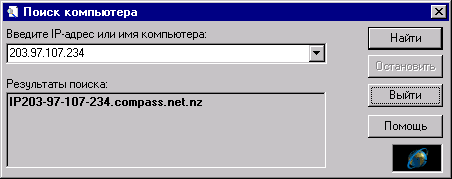 Поиск компьютера
Введите IP-адрес или имя компьютера:
203.97.107.234
Найти
Остановить
Результаты поиска:
IP203-97-107-234.compass.net.nz
Выйти
Помощь